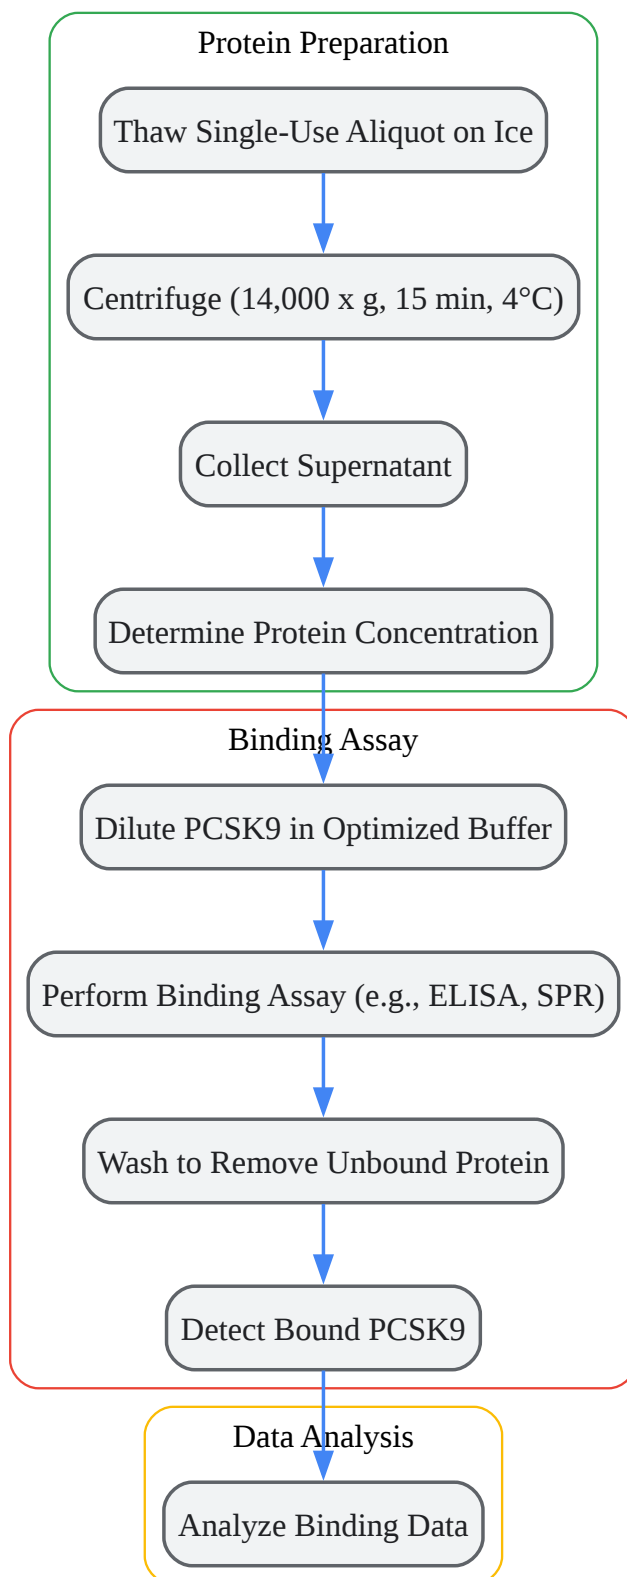 Protein Preparation
Thaw Single-Use Aliquot on Ice
Centrifuge (14,000 x g, 15 min, 4°C)
Collect Supernatant
Determine Protein Concentration
Binding Assay
Dilute PCSK9 in Optimized Buffer
Perform Binding Assay (e.g., ELISA, SPR)
Wash to Remove Unbound Protein
Detect Bound PCSK9
Data Analysis
Analyze Binding Data